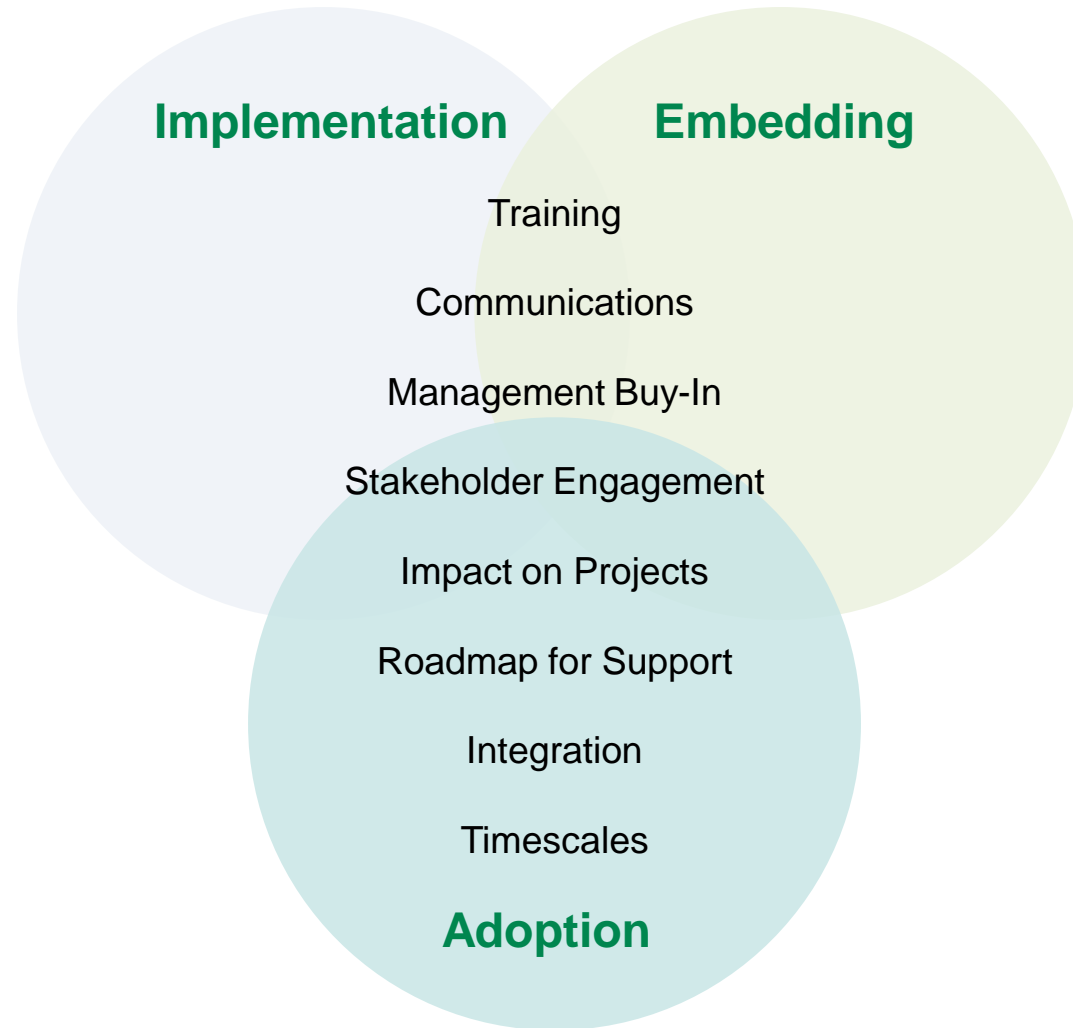 Implementation
Embedding
Training
Communications
Management Buy-In
Stakeholder Engagement
Impact on Projects
Roadmap for Support
Integration
Timescales
Adoption